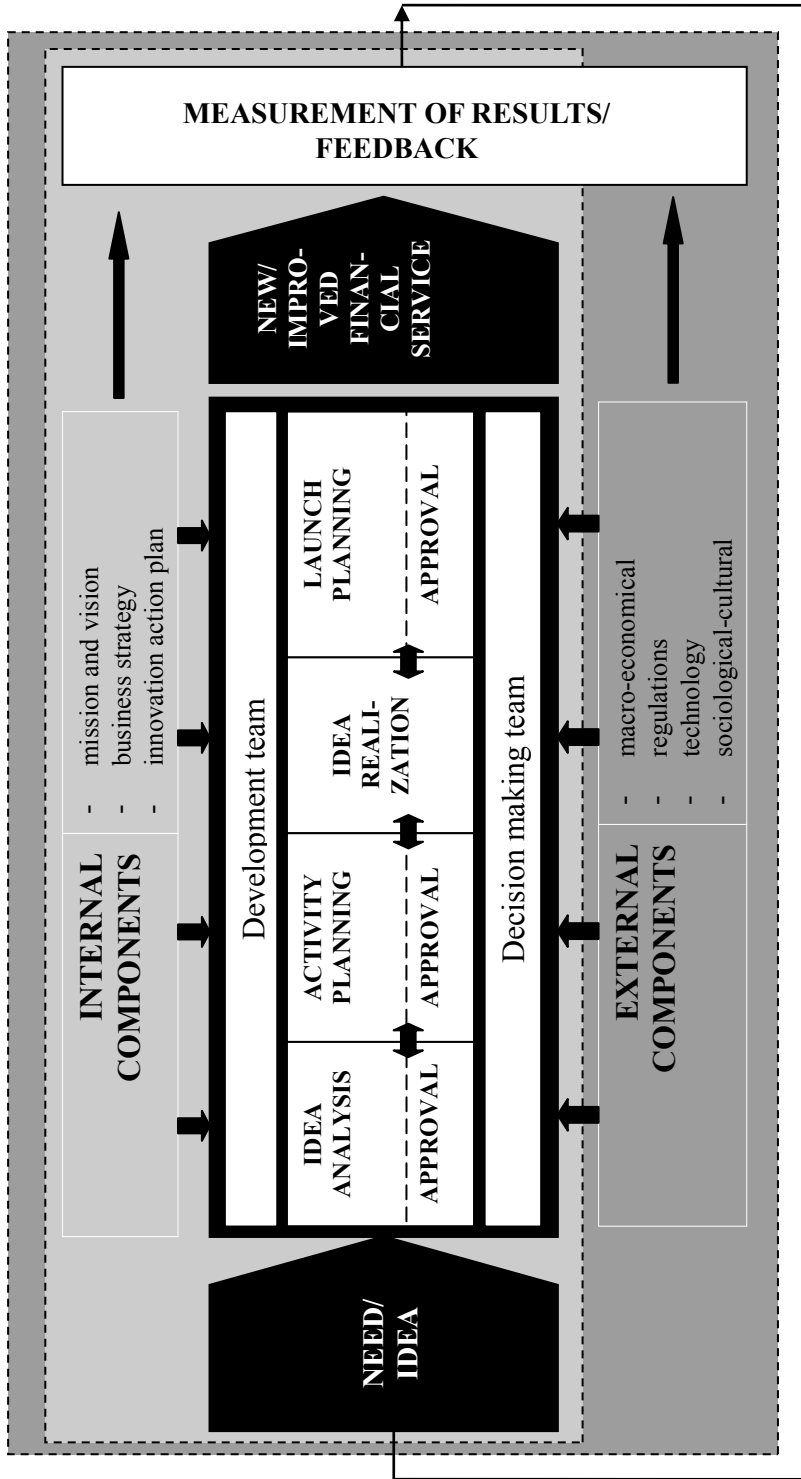 MEASUREMENT OF RESULTS/
FEEDBACK
NEW/
IMPRO-
VED
FINAN-
CIAL
SERVICE
INTERNAL
COMPONENTS
- mission and vision
- business strategy
- innovation action plan
Development team
IDEA
ANALYSIS
APPROVAL
ACTIVITY
PLANNING
APPROVAL
IDEA
REALI-
ZATION
LAUNCH
PLANNING
APPROVAL
Decision making team
EXTERNAL
COMPONENTS
- macro-economical
- regulations
- technology
- sociological-cultural
NEED/
IDEA